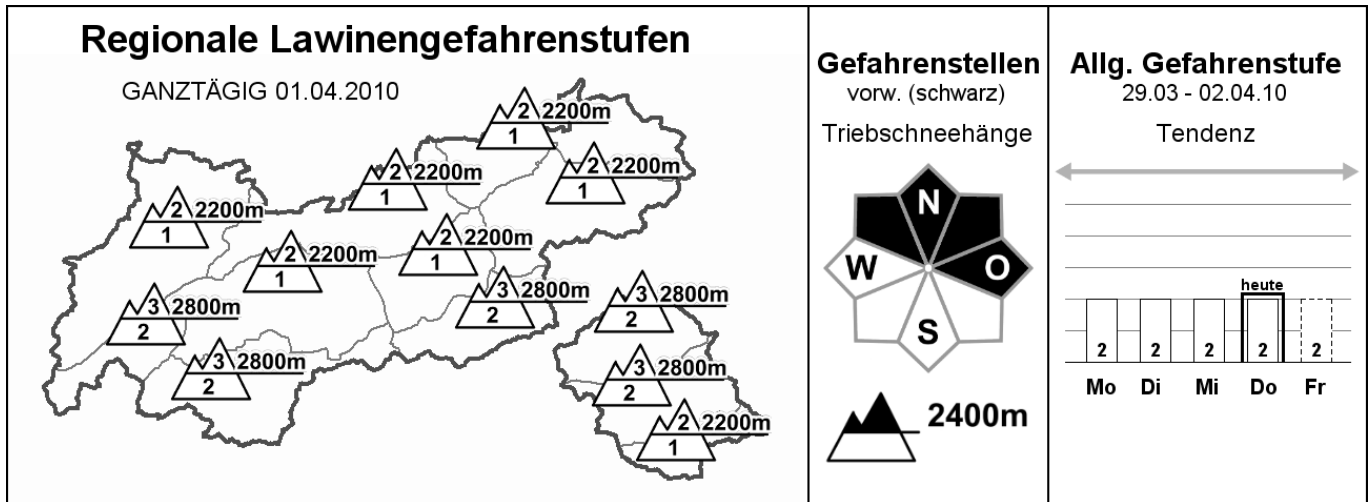 Regionale Lawinengefahrenstufen
GANZTÄGIG 01.04.2010
2 2200m
1
2 2200m
1
2 2200m
1
2 2200m
1
2 2200m
1
2 2200m
1
3 2800m
2
3 2800m
2
3 2800m
2
3 2800m
2
3 2800m
2
2 2200m
1
Gefahrenstellen
vorw. (schwarz)
Triebschneehänge
N
W O
S
2400m
Allg. Gefahrenstufe
29.03 - 02.04.10
Tendenz
heute
2 2 2 2 2
Mo Di Mi Do Fr